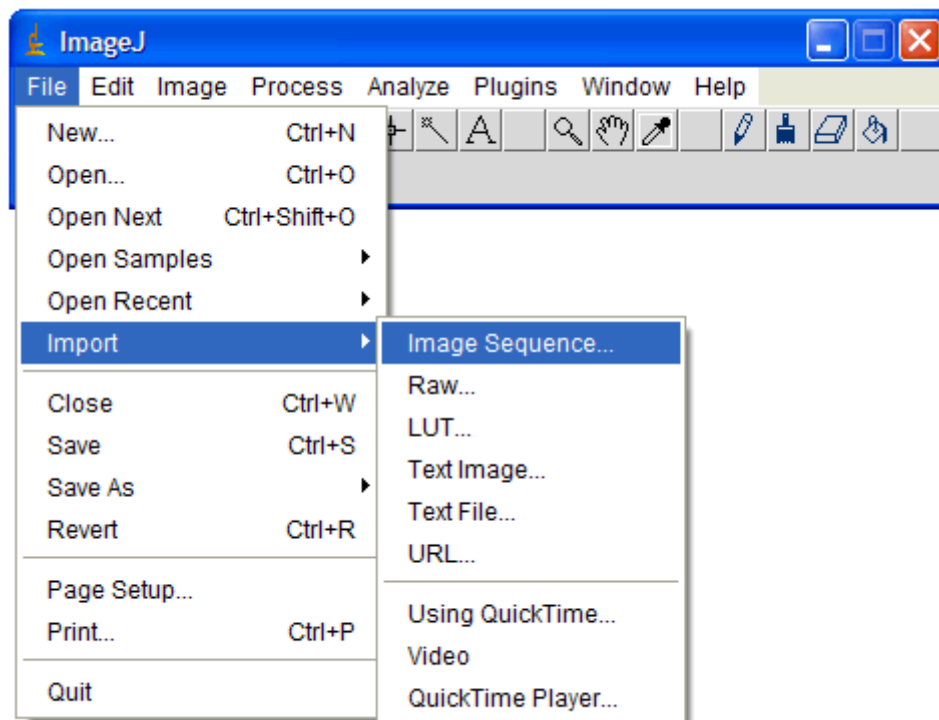 ImageJ
File Edit Image Process Analyze Plugins Window Help
New... Ctrl+N
Open... Ctrl+O
Open Next Ctrl+Shift+O
Open Samples
Open Recent
Import
Close Ctrl+W
Save Ctrl+S
Save As
Revert Ctrl+R
Page Setup...
Print... Ctrl+P
Quit
A
Image Sequence...
Raw...
LUT...
Text Image...
Text File...
URL...
Using QuickTime...
Video
QuickTime Player...